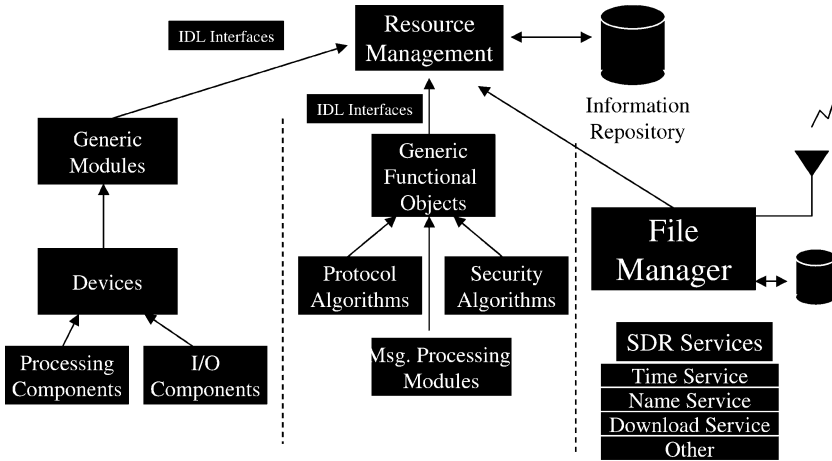 Resource
Management
IDL Interfaces
Information
Repository
IDL Interfaces
Generic
Modules
Generic
Functional
Objects
File
Manager
Devices
Protocol
Algorithms
Security
Algorithms
SDR Services
Processing
Components
I/O
Components
Msg. Processing
Modules
Time Service
Name Service
Download Service
Other